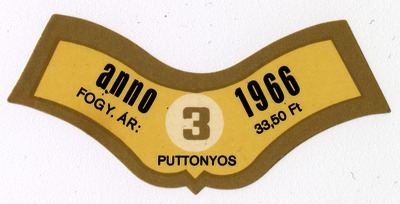 anno 1966
FOGY. ÁR: 33,50 Ft
3
PUTTONYOS